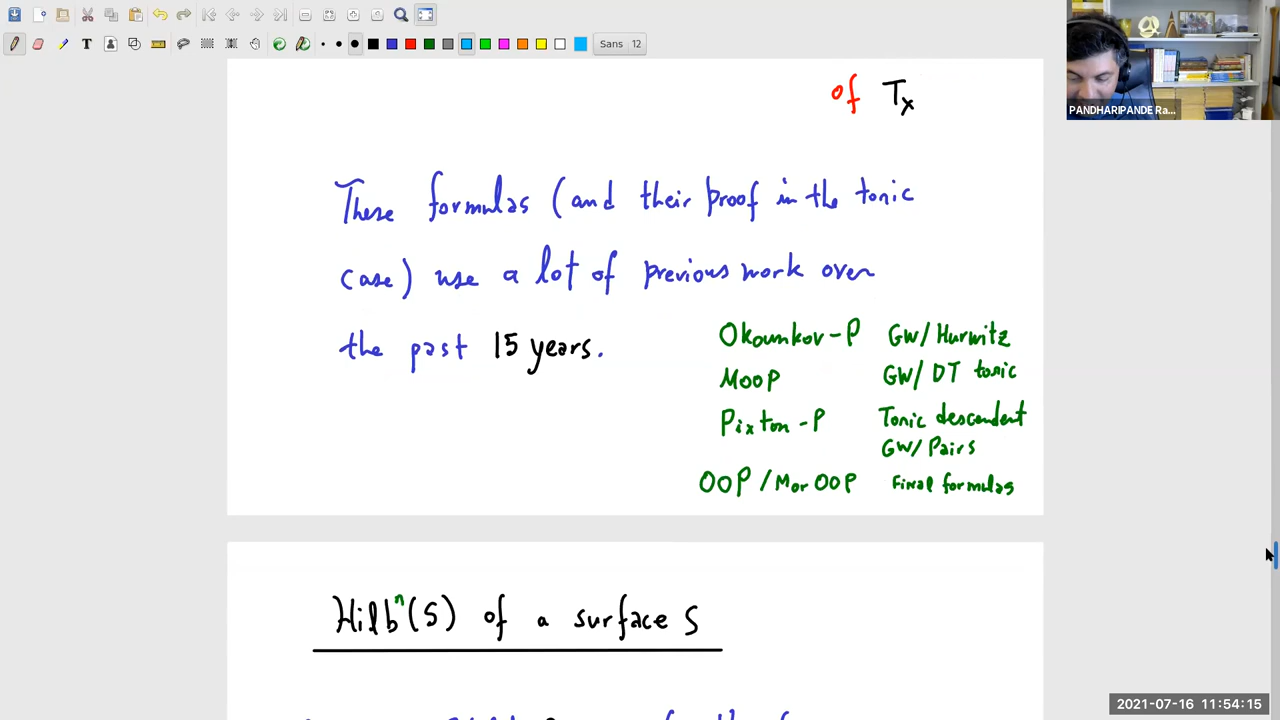 Sans 12
PANDHARIPANDE Ra...
of Tx
These formulas (and their proof in the toric
case) use a lot of previous work over
the past 15 years.
Okounkov-P GW/Hurwitz
MOOP GW/DT toric
Pixton-P Toric descendent
GW/Pairs
OOP/MorOOP Final formulas
Hilbⁿ(S) of a surface S
2021-07-16 11:54:15